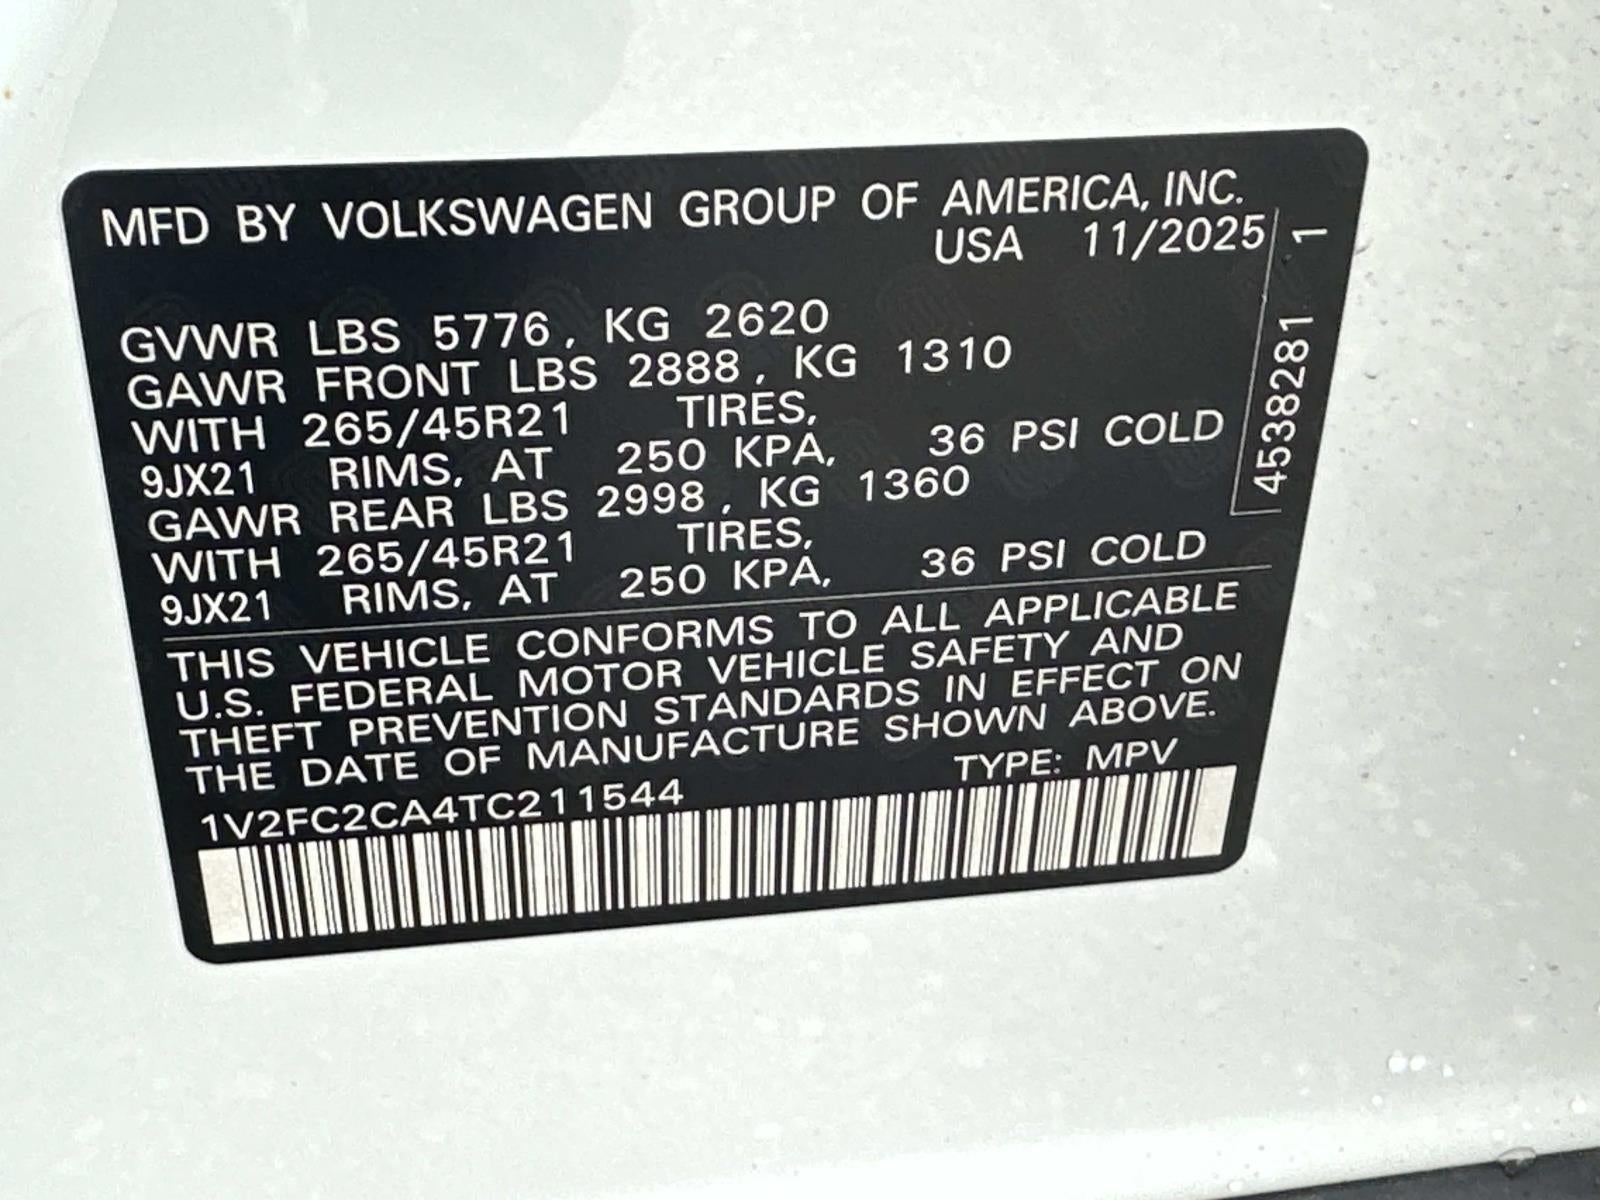 MFD BY VOLKSWAGEN GROUP OF AMERICA, INC.
USA 11/2025
GVWR LBS 5776, KG 2620
GAWR FRONT LBS 2888, KG 1310
WITH 265/45R21 TIRES,
9JX21 RIMS, AT 250 KPA, 36 PSI COLD
GAWR REAR LBS 2998, KG 1360
WITH 265/45R21 TIRES,
9JX21 RIMS, AT 250 KPA, 36 PSI COLD
THIS VEHICLE CONFORMS TO ALL APPLICABLE
U.S. FEDERAL MOTOR VEHICLE SAFETY AND
THEFT PREVENTION STANDARDS IN EFFECT ON
THE DATE OF MANUFACTURE SHOWN ABOVE.
1V2FC2CA4TC211544 TYPE: MPV
4538281 1